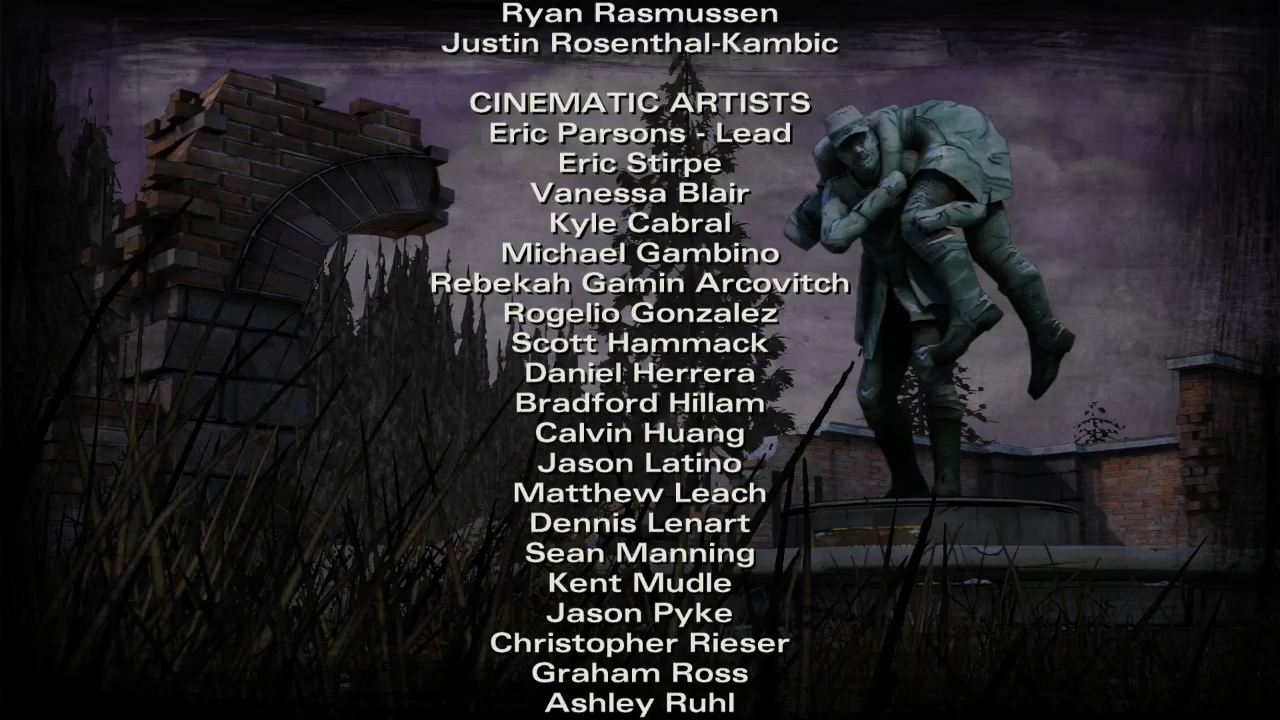 Ryan Rasmussen
Justin Rosenthal-Kambic
CINEMATIC ARTISTS
Eric Parsons - Lead
Eric Stirpe
Vanessa Blair
Kyle Cabral
Michael Gambino
Rebekah Gamin Arcovitch
Rogelio Gonzalez
Scott Hammack
Daniel Herrera
Bradford Hillam
Calvin Huang
Jason Latino
Matthew Leach
Dennis Lenart
Sean Manning
Kent Mudle
Jason Pyke
Christopher Rieser
Graham Ross
Ashley Ruhl